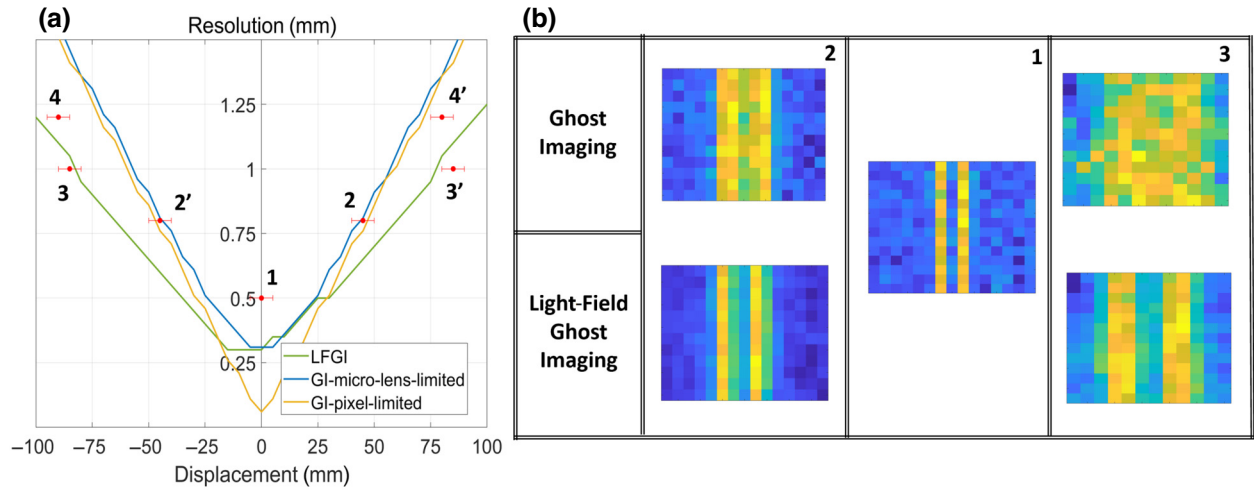 (a)
Resolution (mm)
1.25
1
0.75
0.5
0.25
4
4’
3
3’
2’
2
1
LFGI
GI-micro-lens-limited
GI-pixel-limited
−100
−75
−50
−25
0
25
50
75
100
Displacement (mm)
(b)
2
1
3
Ghost
Imaging
Light-Field
Ghost
Imaging